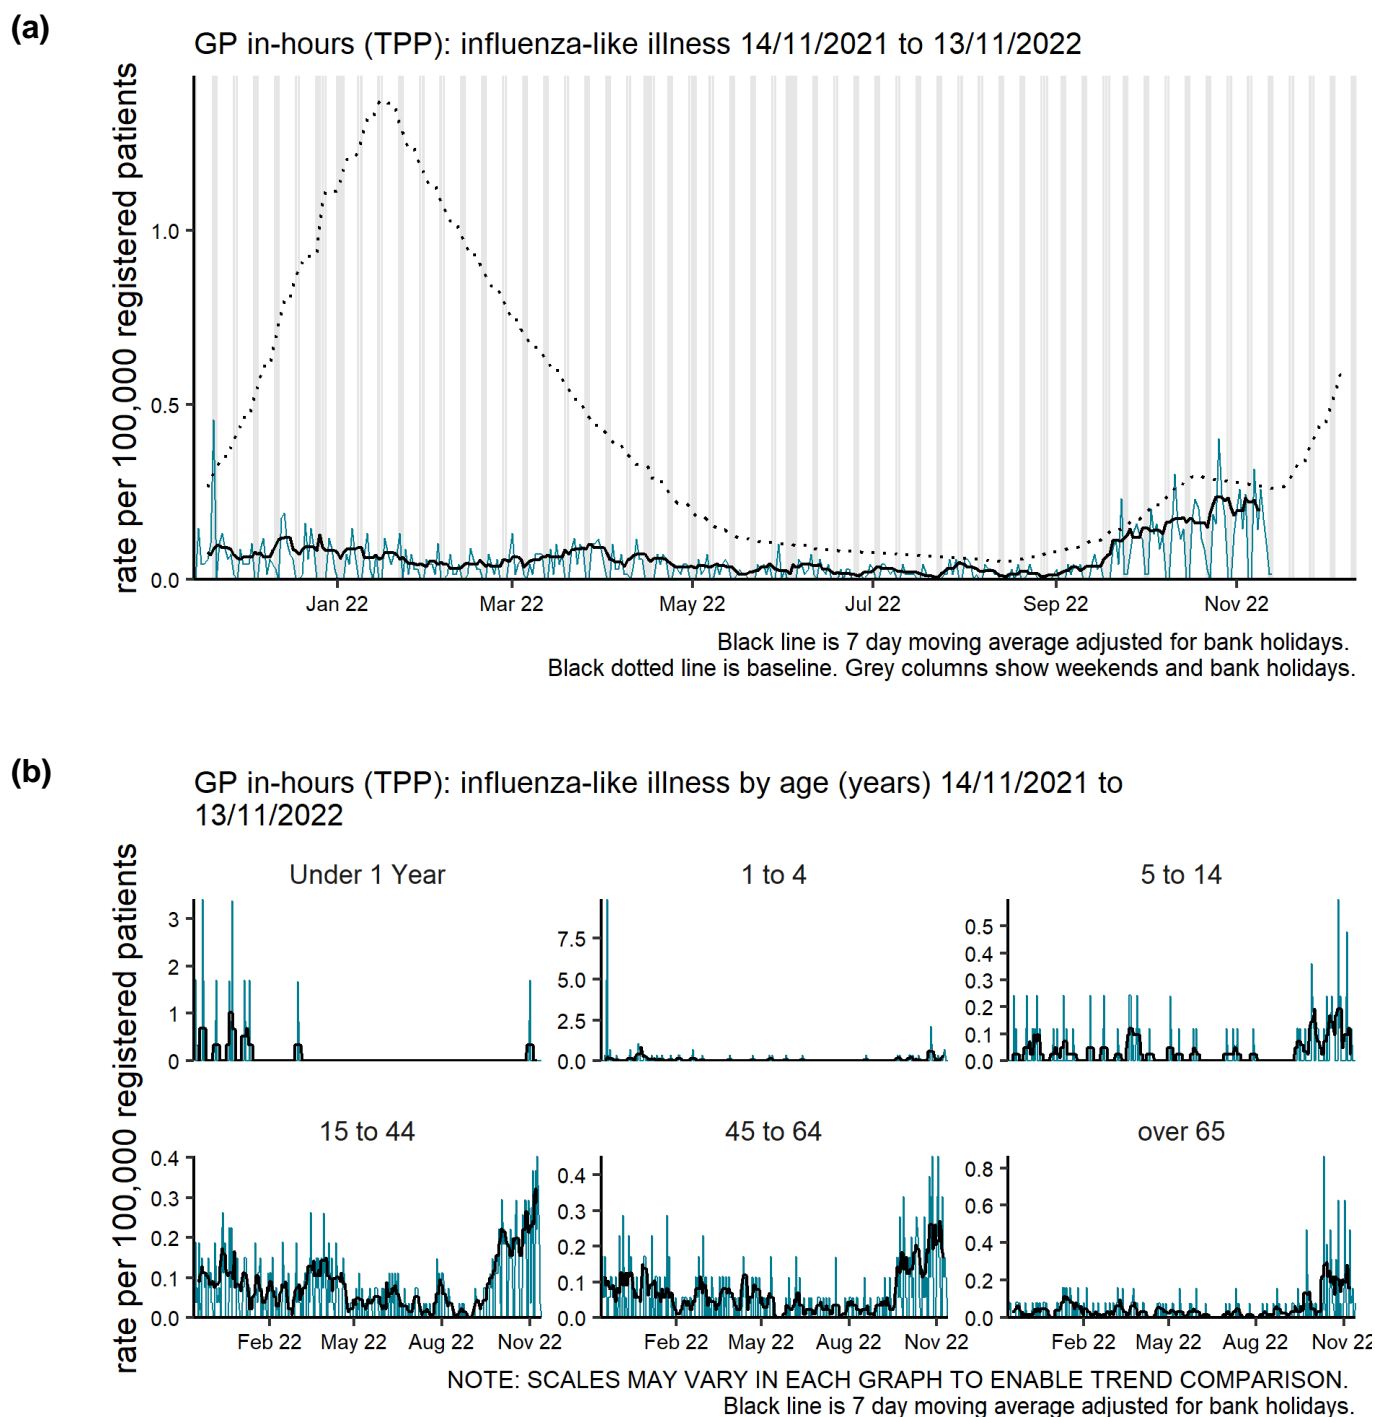 (a)
GP in-hours (TPP): influenza-like illness 14/11/2021 to 13/11/2022
rate per 100,000 registered patients
1.0
0.5
0.0
Jan 22 Mar 22 May 22 Jul 22 Sep 22 Nov 22
Black line is 7 day moving average adjusted for bank holidays.
Black dotted line is baseline. Grey columns show weekends and bank holidays.
(b)
GP in-hours (TPP): influenza-like illness by age (years) 14/11/2021 to
13/11/2022
rate per 100,000 registered patients
Under 1 Year
3
2
1
0
1 to 4
7.5
5.0
2.5
0.0
5 to 14
0.5
0.4
0.3
0.2
0.1
0.0
15 to 44
0.4
0.3
0.2
0.1
0.0
Feb 22 May 22 Aug 22 Nov 22
45 to 64
0.4
0.3
0.2
0.1
0.0
Feb 22 May 22 Aug 22 Nov 22
over 65
0.8
0.6
0.4
0.2
0.0
Feb 22 May 22 Aug 22 Nov 22
NOTE: SCALES MAY VARY IN EACH GRAPH TO ENABLE TREND COMPARISON.
Black line is 7 day moving average adjusted for bank holidays.